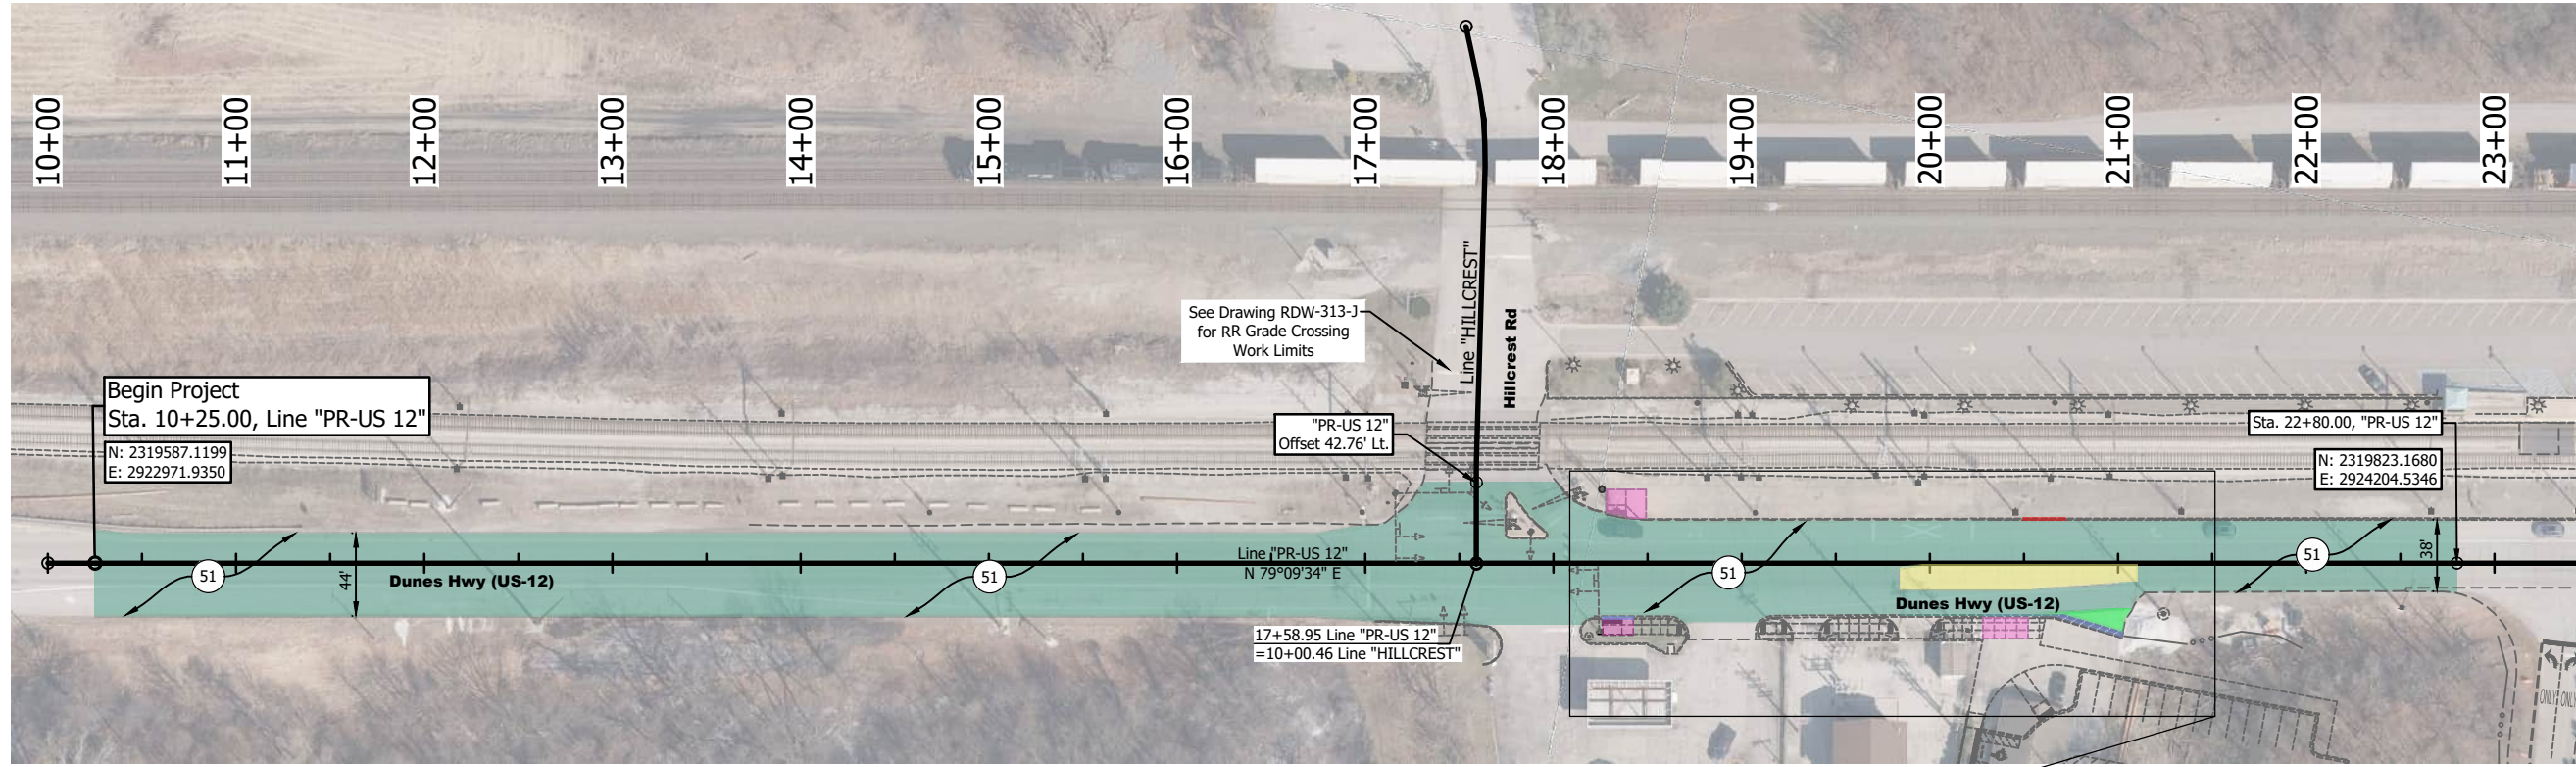 10+00
11+00
12+00
13+00
14+00
15+00
16+00
17+00
18+00
19+00
20+00
21+00
22+00
23+00
Line "HILLCREST"
Hillcrest Rd
See Drawing RDW-313-J
for RR Grade Crossing
Work Limits
Begin Project
Sta. 10+25.00, Line "PR-US 12"
N: 2319587.1199
E: 2922971.9350
"PR-US 12"
Offset 42.76' Lt.
Sta. 22+80.00, "PR-US 12"
N: 2319823.1680
E: 2924204.5346
51
44'
Dunes Hwy (US-12)
51
Line "PR-US 12"
N 79°09'34" E
51
51
38'
Dunes Hwy (US-12)
17+58.95 Line "PR-US 12"
=10+00.46 Line "HILLCREST"
ONLY
ONLY